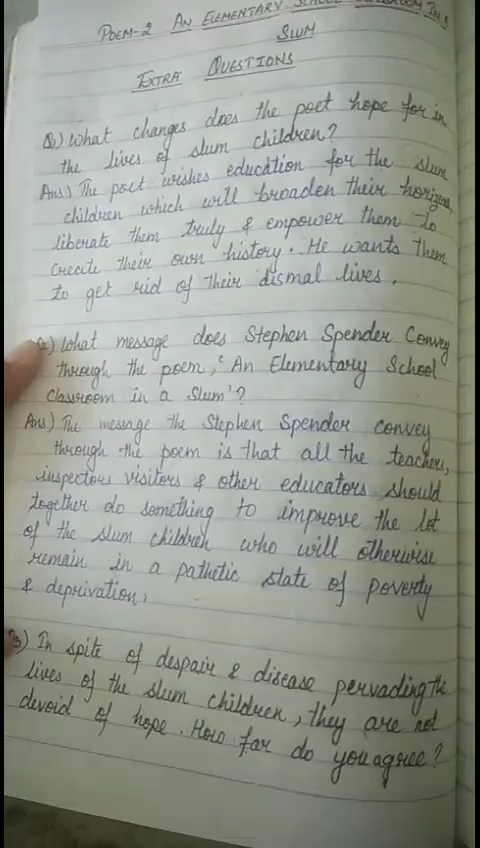 POEM-2 AN ELEMENTARY SCHOOL CLASSROOM IN A
SLUM
EXTRA QUESTIONS
Q1) What changes does the poet hope for in
the lives of slum children?
Ans) The poet wishes education for the slum
children which will broaden their horizons,
liberate them truly & empower them to
create their own history. He wants them
to get rid of their dismal lives.
Q2) What message does Stephen Spender Convey
through the poem, 'An Elementary School
Classroom in a Slum'?
Ans) The message the Stephen Spender convey
through the poem is that all the teachers,
inspectors visitors & other educators should
together do something to improve the lot
of the slum children who will otherwise
remain in a pathetic state of poverty
& deprivation.
3) In spite of despair & disease pervading the
lives of the slum children, they are not
devoid of hope. How far do you agree?